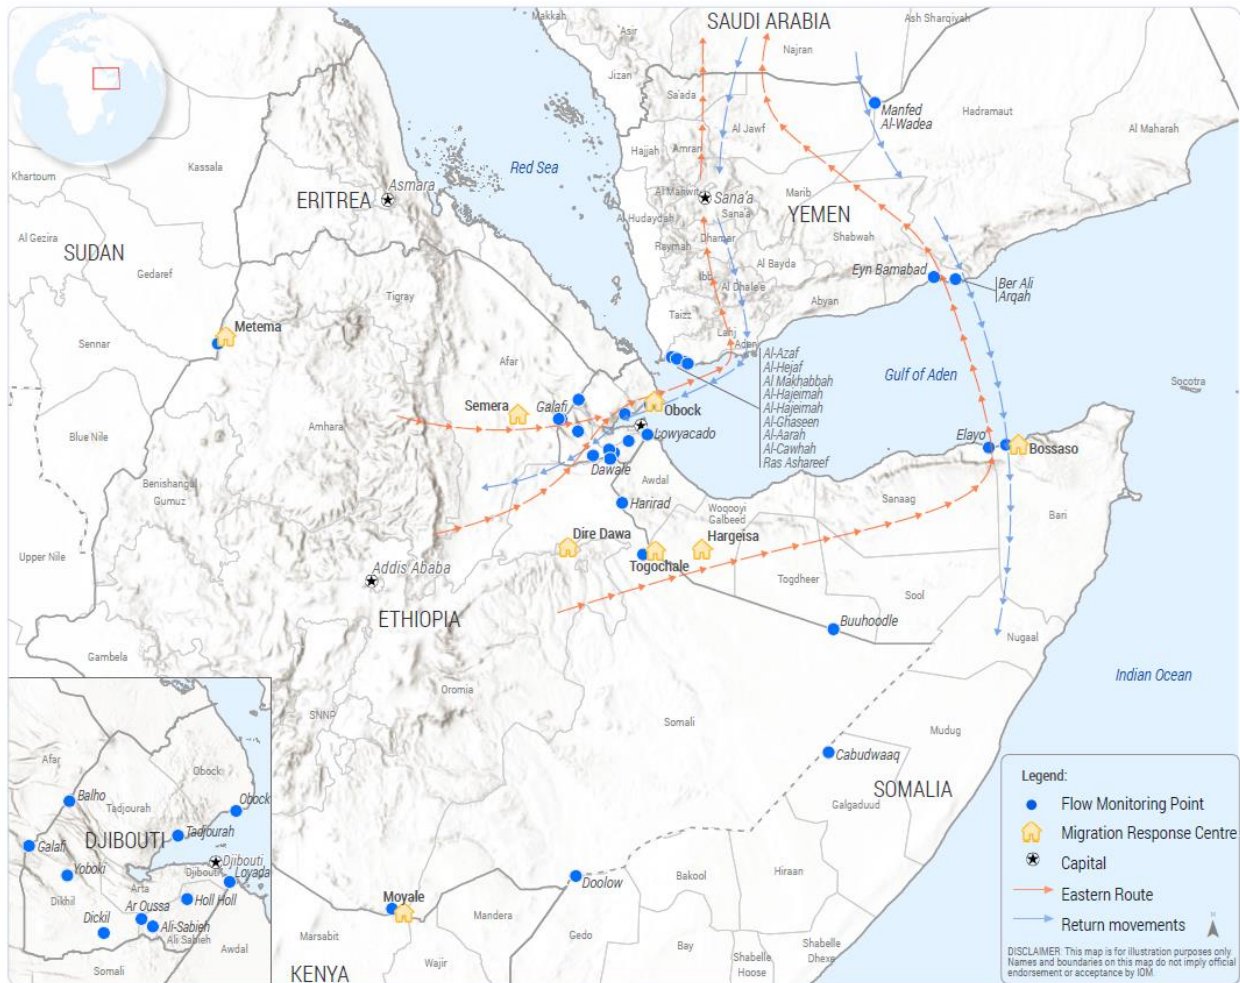 SAUDI ARABIA
Makkah
Ash Sharqiyah
Asir
Najran
Jizan
Sa'ada
Manfed
Al-Wadea
Hadramaut
Al Jawf
Al Maharah
Hajjah
Amran
Kassala
Khartoum
Red Sea
Asmara
ERITREA
Al Mahwit
Sana'a
Marib
Al Hudaydah
Sana'a
YEMEN
Al Gezira
SUDAN
Gedaref
Raymah
Dhamar
Shabwah
Ibb
Al Bayda
Eyn Bamabad
Al Dhale'e
Ber Ali
Arqah
Tigray
Abyan
Taizz
Metema
Lahj
Aden
Sennar
Afar
Al-Azaf
Al-Hejaf
Al Makhabbah
Al-Hajeimah
Al-Hajeimah
Al-Ghaseen
Al-Aarah
Al-Cawhah
Ras Ashareef
Gulf of Aden
Socotra
Semera
Galafi
Obock
Lowyacado
Amhara
Blue Nile
Elayo
Bossaso
Dawale
Awdal
Benishangul
Gumuz
Harirad
Woqooyi
Galbeed
Sanaag
Bari
Dire Dawa
Hargeisa
Upper Nile
Togochale
Addis Ababa
Togdheer
Sool
ETHIOPIA
Buuhoodle
Nugaal
Gambela
Indian Ocean
Oromia
SNNP
Somali
Mudug
Cabudwaaq
SOMALIA
Galgaduud
Doolow
Bakool
Hiraan
Moyale
Mandera
Marsabit
Gedo
Wajir
Bay
Shabelle
Hoose
Shabelle
Dhexe
KENYA
Afar
Obock
Balho
Tadjourah
Obock
DJIBOUTI
Tadjourah
Galafi
Djibouti
Yoboki
Djibouti
Loyada
Arta
Dikhil
Holl Holl
Ar Oussa
Dickil
Ali-Sabieh
Ali Sabieh
Awdal
Somali
Legend:
Flow Monitoring Point
Migration Response Centre
Capital
Eastern Route
Return movements
N
DISCLAIMER: This map is for illustration purposes only.
Names and boundaries on this map do not imply official
endorsement or acceptance by IOM.